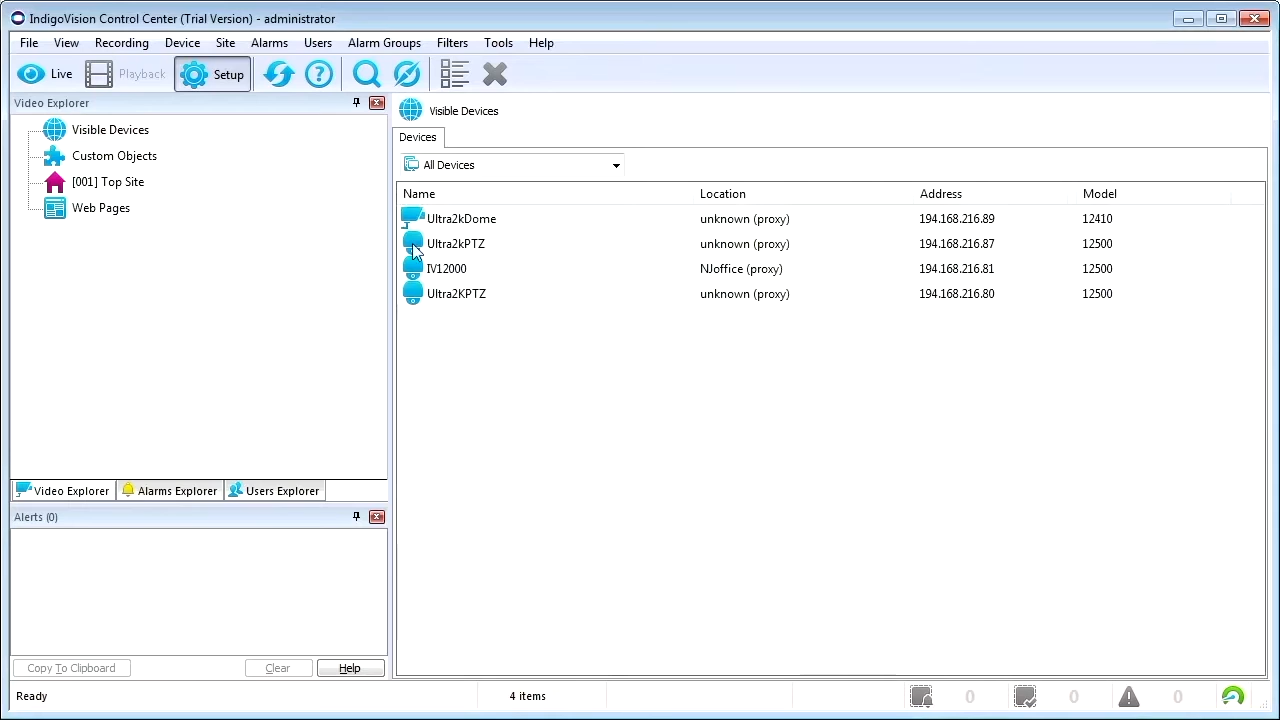 IndigoVision Control Center (Trial Version) - administrator
File View Recording Device Site Alarms Users Alarm Groups Filters Tools Help
Live Playback Setup
Video Explorer
Visible Devices
Custom Objects
[001] Top Site
Web Pages
Video Explorer Alarms Explorer Users Explorer
Alerts (0)
Copy To Clipboard Clear Help
Visible Devices
Devices
All Devices
Name Location Address Model
Ultra2kDome unknown (proxy) 194.168.216.89 12410
Ultra2kPTZ unknown (proxy) 194.168.216.87 12500
IV12000 NJoffice (proxy) 194.168.216.81 12500
Ultra2KPTZ unknown (proxy) 194.168.216.80 12500
Ready 4 items 0 0 0